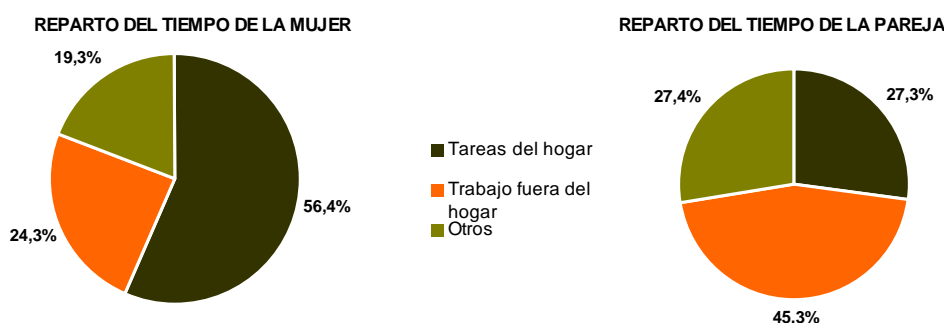 REPARTO DEL TIEMPO DE LA MUJER
19,3%
56,4%
24,3%
Tareas del hogar
Trabajo fuera del
hogar
Otros
REPARTO DEL TIEMPO DE LA PAREJA
27,4%
27,3%
45,3%